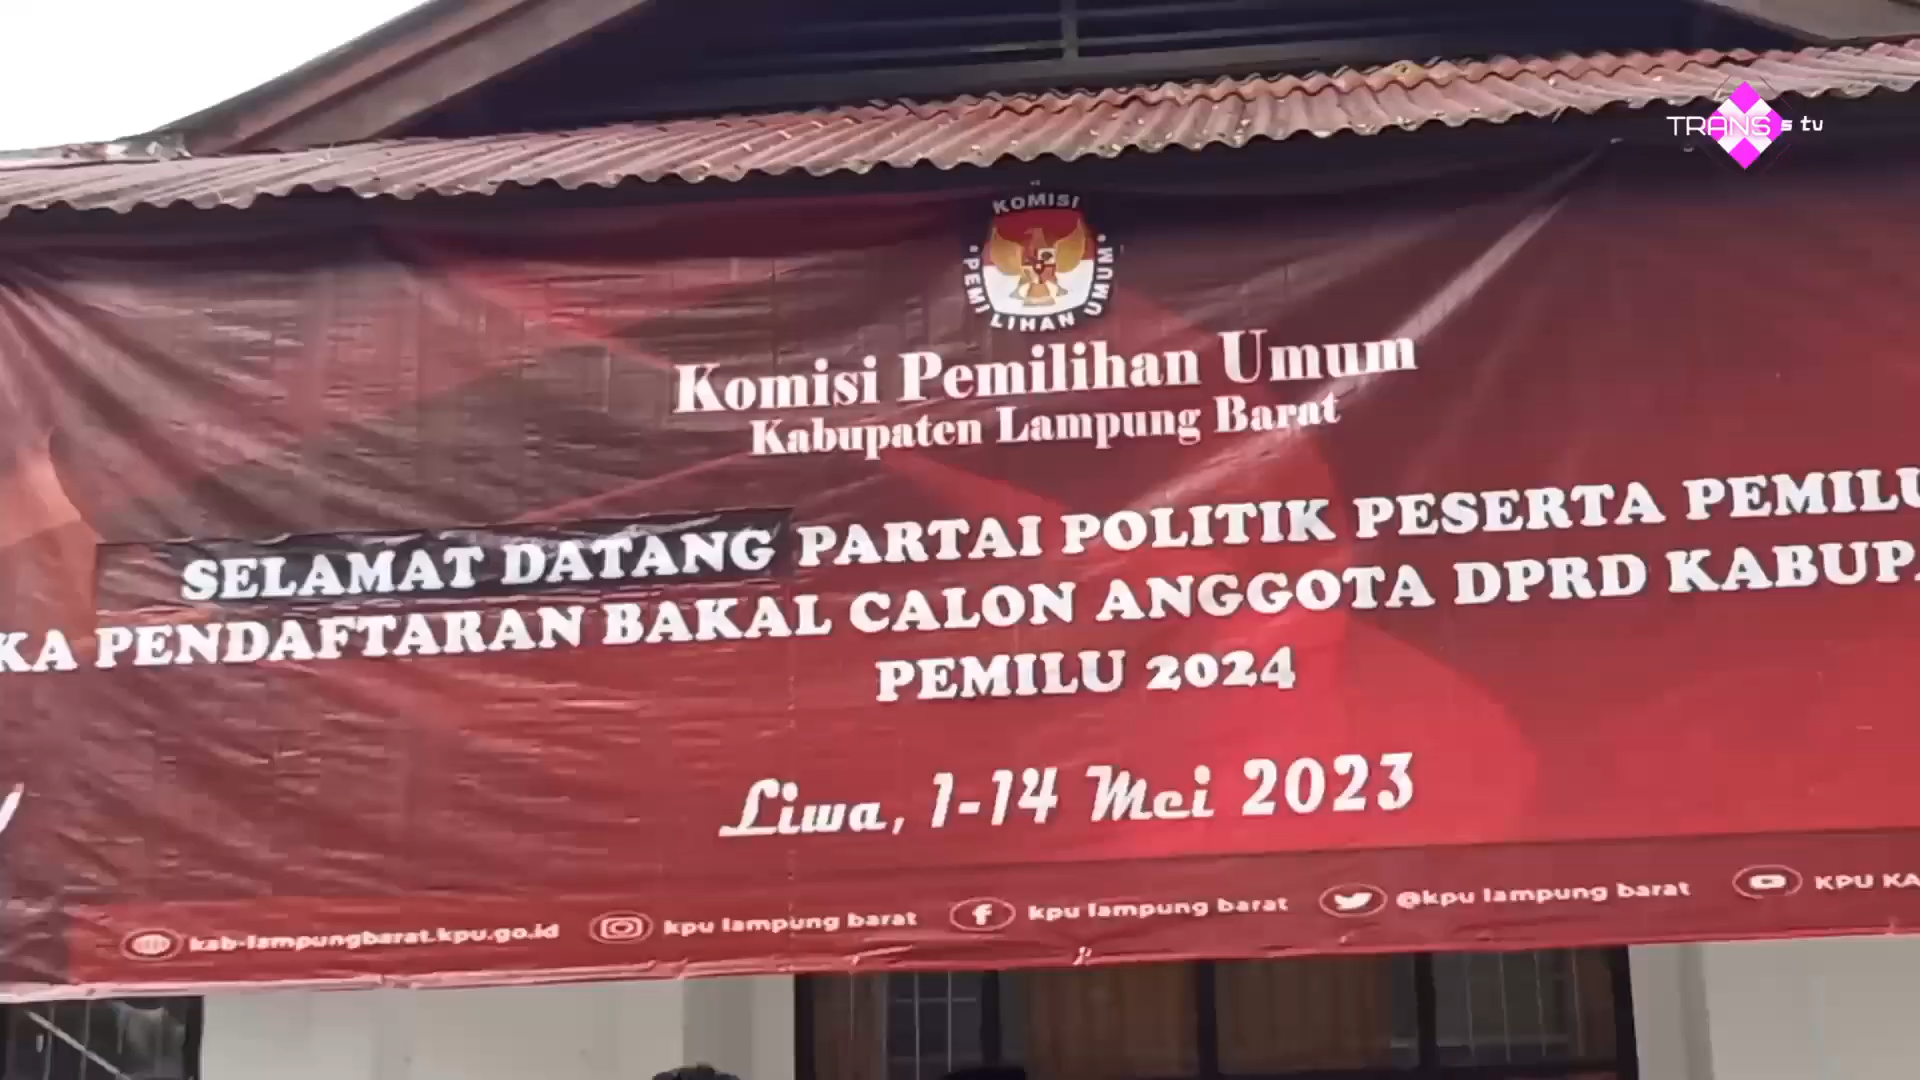 TRANS s tv
KOMISI PEMILIHAN UMUM
Komisi Pemilihan Umum
Kabupaten Lampung Barat
SELAMAT DATANG PARTAI POLITIK PESERTA PEMILU
KA PENDAFTARAN BAKAL CALON ANGGOTA DPRD KABUPA
PEMILU 2024
Liwa, 1-14 Mei 2023
kab-lampungbarat.kpu.go.id kpu lampung barat kpu lampung barat @kpu lampung barat KPU KA